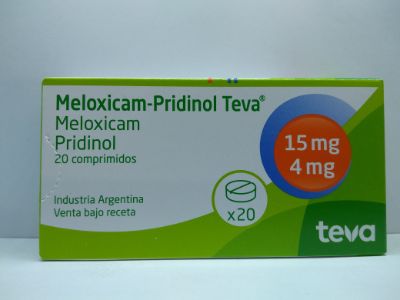 Meloxicam-Pridinol Teva®
Meloxicam
Pridinol
20 comprimidos
15 mg
4 mg
Industria Argentina
Venta bajo receta
x20
teva